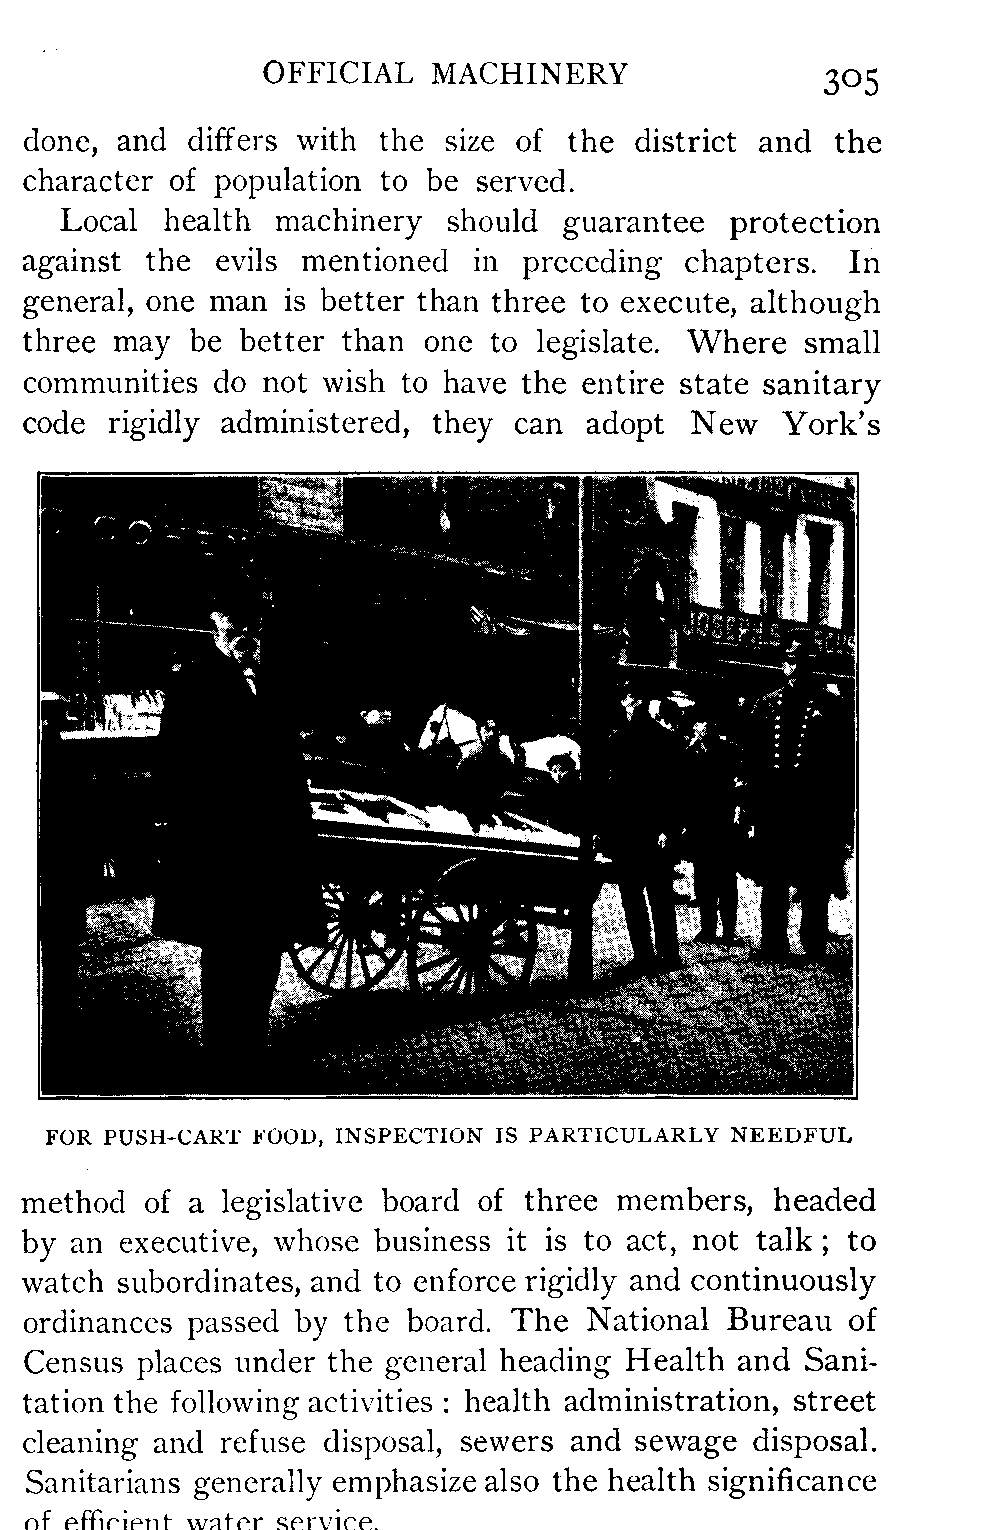 OFFICIAL MACHINERY 305
done, and differs with the size of the district and the
character of population to be served.
Local health machinery should guarantee protection
against the evils mentioned in preceding chapters. In
general, one man is better than three to execute, although
three may be better than one to legislate. Where small
communities do not wish to have the entire state sanitary
code rigidly administered, they can adopt New York's
FOR PUSH-CART FOOD, INSPECTION IS PARTICULARLY NEEDFUL
method of a legislative board of three members, headed
by an executive, whose business it is to act, not talk; to
watch subordinates, and to enforce rigidly and continuously
ordinances passed by the board. The National Bureau of
Census places under the general heading Health and Sani-
tation the following activities: health administration, street
cleaning and refuse disposal, sewers and sewage disposal.
Sanitarians generally emphasize also the health significance
of efficient water service.